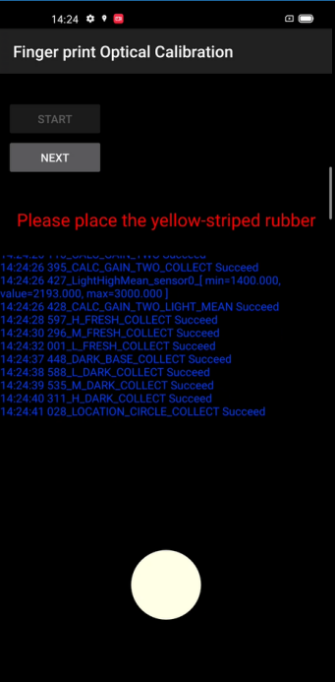 14:24
Finger print Optical Calibration
START
NEXT
Please place the yellow-striped rubber
14:24:26 395_CALC_GAIN_TWO_COLLECT Succeed
14:24:26 427_LightHighMean_sensor0_[ min=1400.000,
value=2193.000, max=3000.000 ]
14:24:26 428_CALC_GAIN_TWO_LIGHT_MEAN Succeed
14:24:28 597_H_FRESH_COLLECT Succeed
14:24:30 296_M_FRESH_COLLECT Succeed
14:24:32 001_L_FRESH_COLLECT Succeed
14:24:37 448_DARK_BASE_COLLECT Succeed
14:24:38 588_L_DARK_COLLECT Succeed
14:24:39 535_M_DARK_COLLECT Succeed
14:24:40 311_H_DARK_COLLECT Succeed
14:24:41 028_LOCATION_CIRCLE_COLLECT Succeed